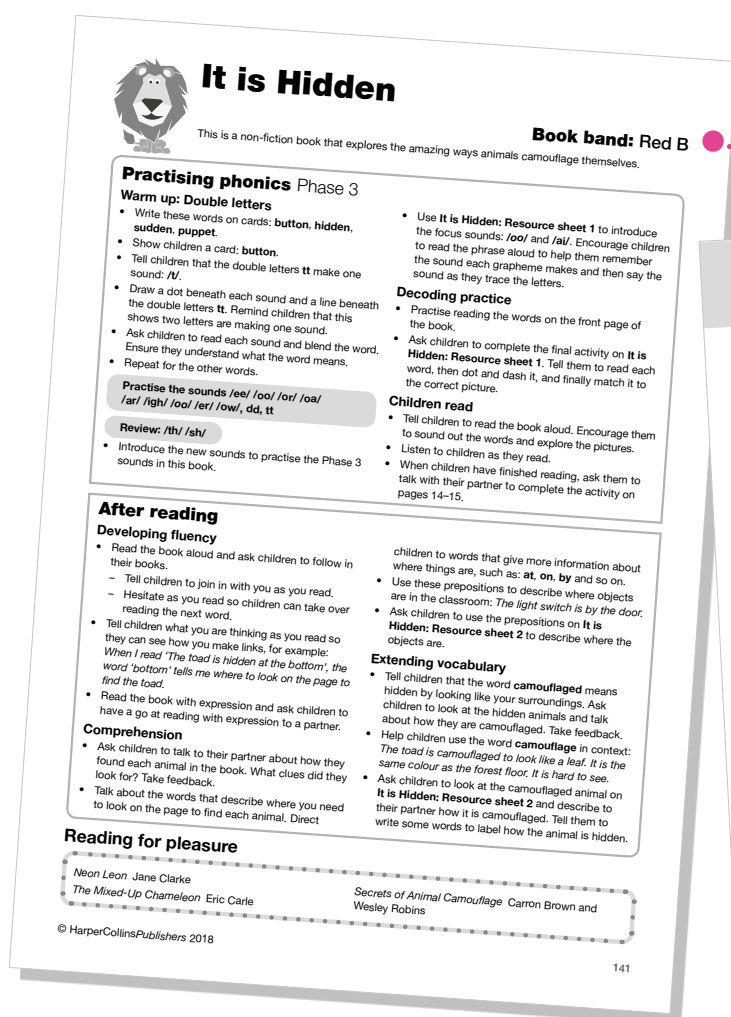 It is Hidden
Book band: Red B
This is a non-fiction book that explores the amazing ways animals camouflage themselves.
Practising phonics Phase 3
Warm up: Double letters
• Write these words on cards: button, hidden,
sudden, puppet.
• Show children a card: button.
• Tell children that the double letters tt make one
sound: /t/.
• Draw a dot beneath each sound and a line beneath
the double letters tt. Remind children that this
shows two letters are making one sound.
• Ask children to read each sound and blend the word.
Ensure they understand what the word means.
• Repeat for the other words.
Practise the sounds /ee/ /oo/ /or/ /oa/
/ar/ /igh/ /oo/ /er/ /ow/, dd, tt
Review: /th/ /sh/
• Introduce the new sounds to practise the Phase 3
sounds in this book.
• Use It is Hidden: Resource sheet 1 to introduce
the focus sounds: /oo/ and /ai/. Encourage children
to read the phrase aloud to help them remember
the sound each grapheme makes and then say the
sound as they trace the letters.
Decoding practice
• Practise reading the words on the front page of
the book.
• Ask children to complete the final activity on It is
Hidden: Resource sheet 1. Tell them to read each
word, then dot and dash it, and finally match it to
the correct picture.
Children read
• Tell children to read the book aloud. Encourage them
to sound out the words and explore the pictures.
• Listen to children as they read.
• When children have finished reading, ask them to
talk with their partner to complete the activity on
pages 14–15.
After reading
Developing fluency
• Read the book aloud and ask children to follow in
their books.
– Tell children to join in with you as you read.
– Hesitate as you read so children can take over
reading the next word.
• Tell children what you are thinking as you read so
they can see how you make links, for example:
When I read 'The toad is hidden at the bottom', the
word 'bottom' tells me where to look on the page to
find the toad.
• Read the book with expression and ask children to
have a go at reading with expression to a partner.
Comprehension
• Ask children to talk to their partner about how they
found each animal in the book. What clues did they
look for? Take feedback.
• Talk about the words that describe where you need
to look on the page to find each animal. Direct
children to words that give more information about
where things are, such as: at, on, by and so on.
• Use these prepositions to describe where objects
are in the classroom: The light switch is by the door.
• Ask children to use the prepositions on It is
Hidden: Resource sheet 2 to describe where the
objects are.
Extending vocabulary
• Tell children that the word camouflaged means
hidden by looking like your surroundings. Ask
children to look at the hidden animals and talk
about how they are camouflaged. Take feedback.
• Help children use the word camouflage in context:
The toad is camouflaged to look like a leaf. It is the
same colour as the forest floor. It is hard to see.
• Ask children to look at the camouflaged animal on
It is Hidden: Resource sheet 2 and describe to
their partner how it is camouflaged. Tell them to
write some words to label how the animal is hidden.
Reading for pleasure
Neon Leon Jane Clarke
The Mixed-Up Chameleon Eric Carle
Secrets of Animal Camouflage Carron Brown and
Wesley Robins
© HarperCollinsPublishers 2018
141